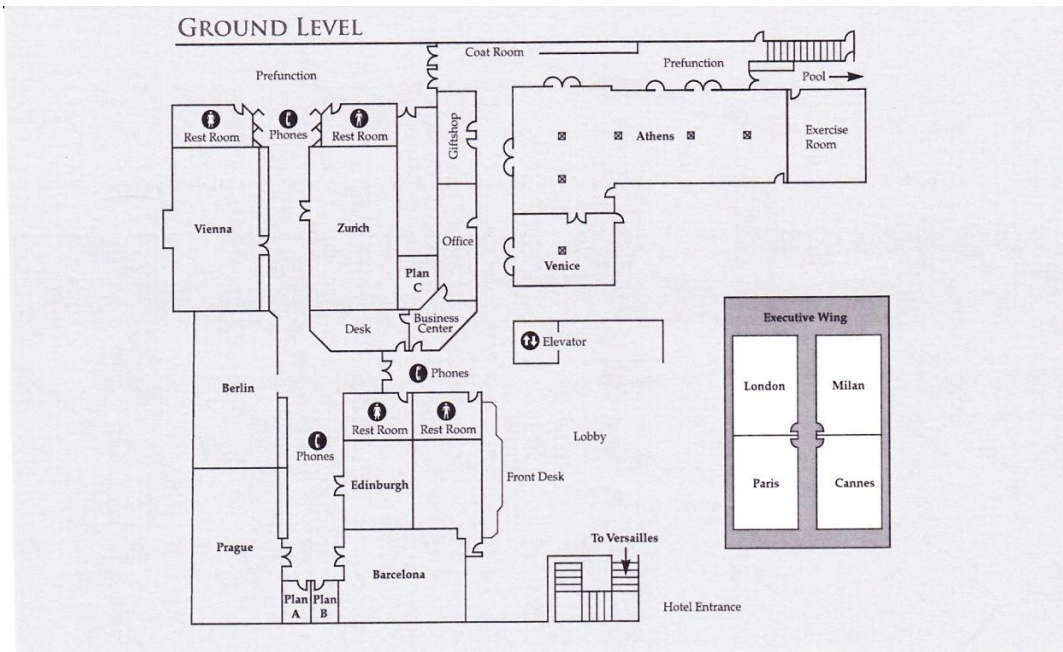 GROUND LEVEL
Coat Room
Prefunction
Prefunction
Pool
Rest Room
Phones
Rest Room
Giftshop
Athens
Exercise
Room
Vienna
Zurich
Office
Plan
C
Venice
Desk
Business
Center
Executive Wing
Elevator
Phones
London
Milan
Berlin
Rest Room
Rest Room
Lobby
Phones
Edinburgh
Front Desk
Paris
Cannes
Prague
Barcelona
To Versailles
Plan
A
Plan
B
Hotel Entrance